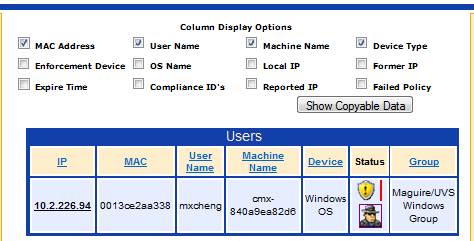 Column Display Options
MAC Address User Name Machine Name Device Type
Enforcement Device OS Name Local IP Former IP
Expire Time Compliance ID's Reported IP Failed Policy
Show Copyable Data
Users
IP MAC User Name Machine Name Device Status Group
10.2.226.94 0013ce2aa338 mxcheng cmx-840a9ea82d6 Windows OS Maguire/UVS Windows Group